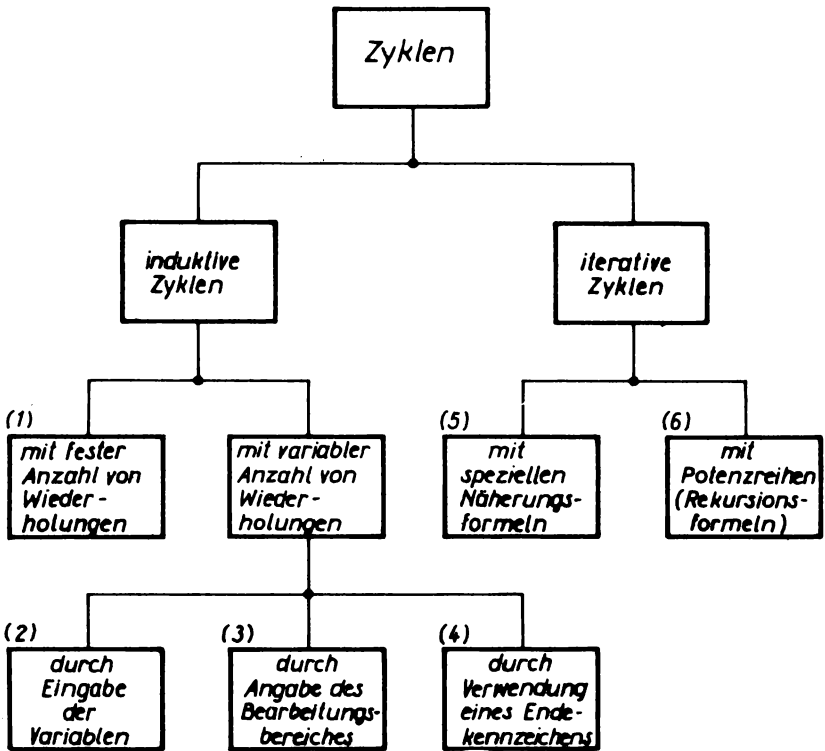 Zyklen
induktive
Zyklen
iterative
Zyklen
(1)
mit fester
Anzahl von
Wieder-
holungen
mit variabler
Anzahl von
Wieder-
holungen
(5)
mit
speziellen
Näherungs-
formeln
(6)
mit
Potenzreihen
(Rekursions-
formeln)
(2)
durch
Eingabe
der
Variablen
(3)
durch
Angabe des
Bearbeitungs-
bereiches
(4)
durch
Verwendung
eines Ende-
kennzeichens